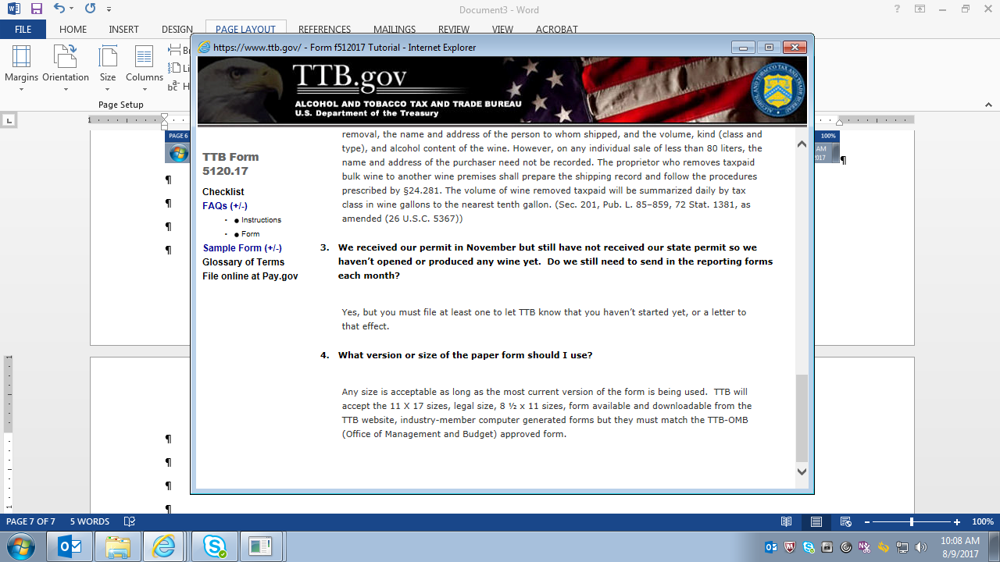 Document3 - Word
FILE HOME INSERT DESIGN PAGE LAYOUT REFERENCES MAILINGS REVIEW VIEW ACROBAT
Margins Orientation Size Columns
Page Setup
https://www.ttb.gov/ - Form f512017 Tutorial - Internet Explorer
TTB.gov
ALCOHOL AND TOBACCO TAX AND TRADE BUREAU
U.S. Department of the Treasury
PAGE 6
100%
TTB Form
5120.17
Checklist
FAQs (+/-)
• ● Instructions
• ● Form
Sample Form (+/-)
Glossary of Terms
File online at Pay.gov
removal, the name and address of the person to whom shipped, and the volume, kind (class and
type), and alcohol content of the wine. However, on any individual sale of less than 80 liters, the
name and address of the purchaser need not be recorded. The proprietor who removes taxpaid
bulk wine to another wine premises shall prepare the shipping record and follow the procedures
prescribed by §24.281. The volume of wine removed taxpaid will be summarized daily by tax
class in wine gallons to the nearest tenth gallon. (Sec. 201, Pub. L. 85–859, 72 Stat. 1381, as
amended (26 U.S.C. 5367))
3. We received our permit in November but still have not received our state permit so we
haven’t opened or produced any wine yet.  Do we still need to send in the reporting forms
each month?
Yes, but you must file at least one to let TTB know that you haven’t started yet, or a letter to
that effect.
4. What version or size of the paper form should I use?
Any size is acceptable as long as the most current version of the form is being used.  TTB will
accept the 11 X 17 sizes, legal size, 8 ½ x 11 sizes, form available and downloadable from the
TTB website, industry-member computer generated forms but they must match the TTB-OMB
(Office of Management and Budget) approved form.
PAGE 7 OF 7 5 WORDS 100%
10:08 AM
8/9/2017